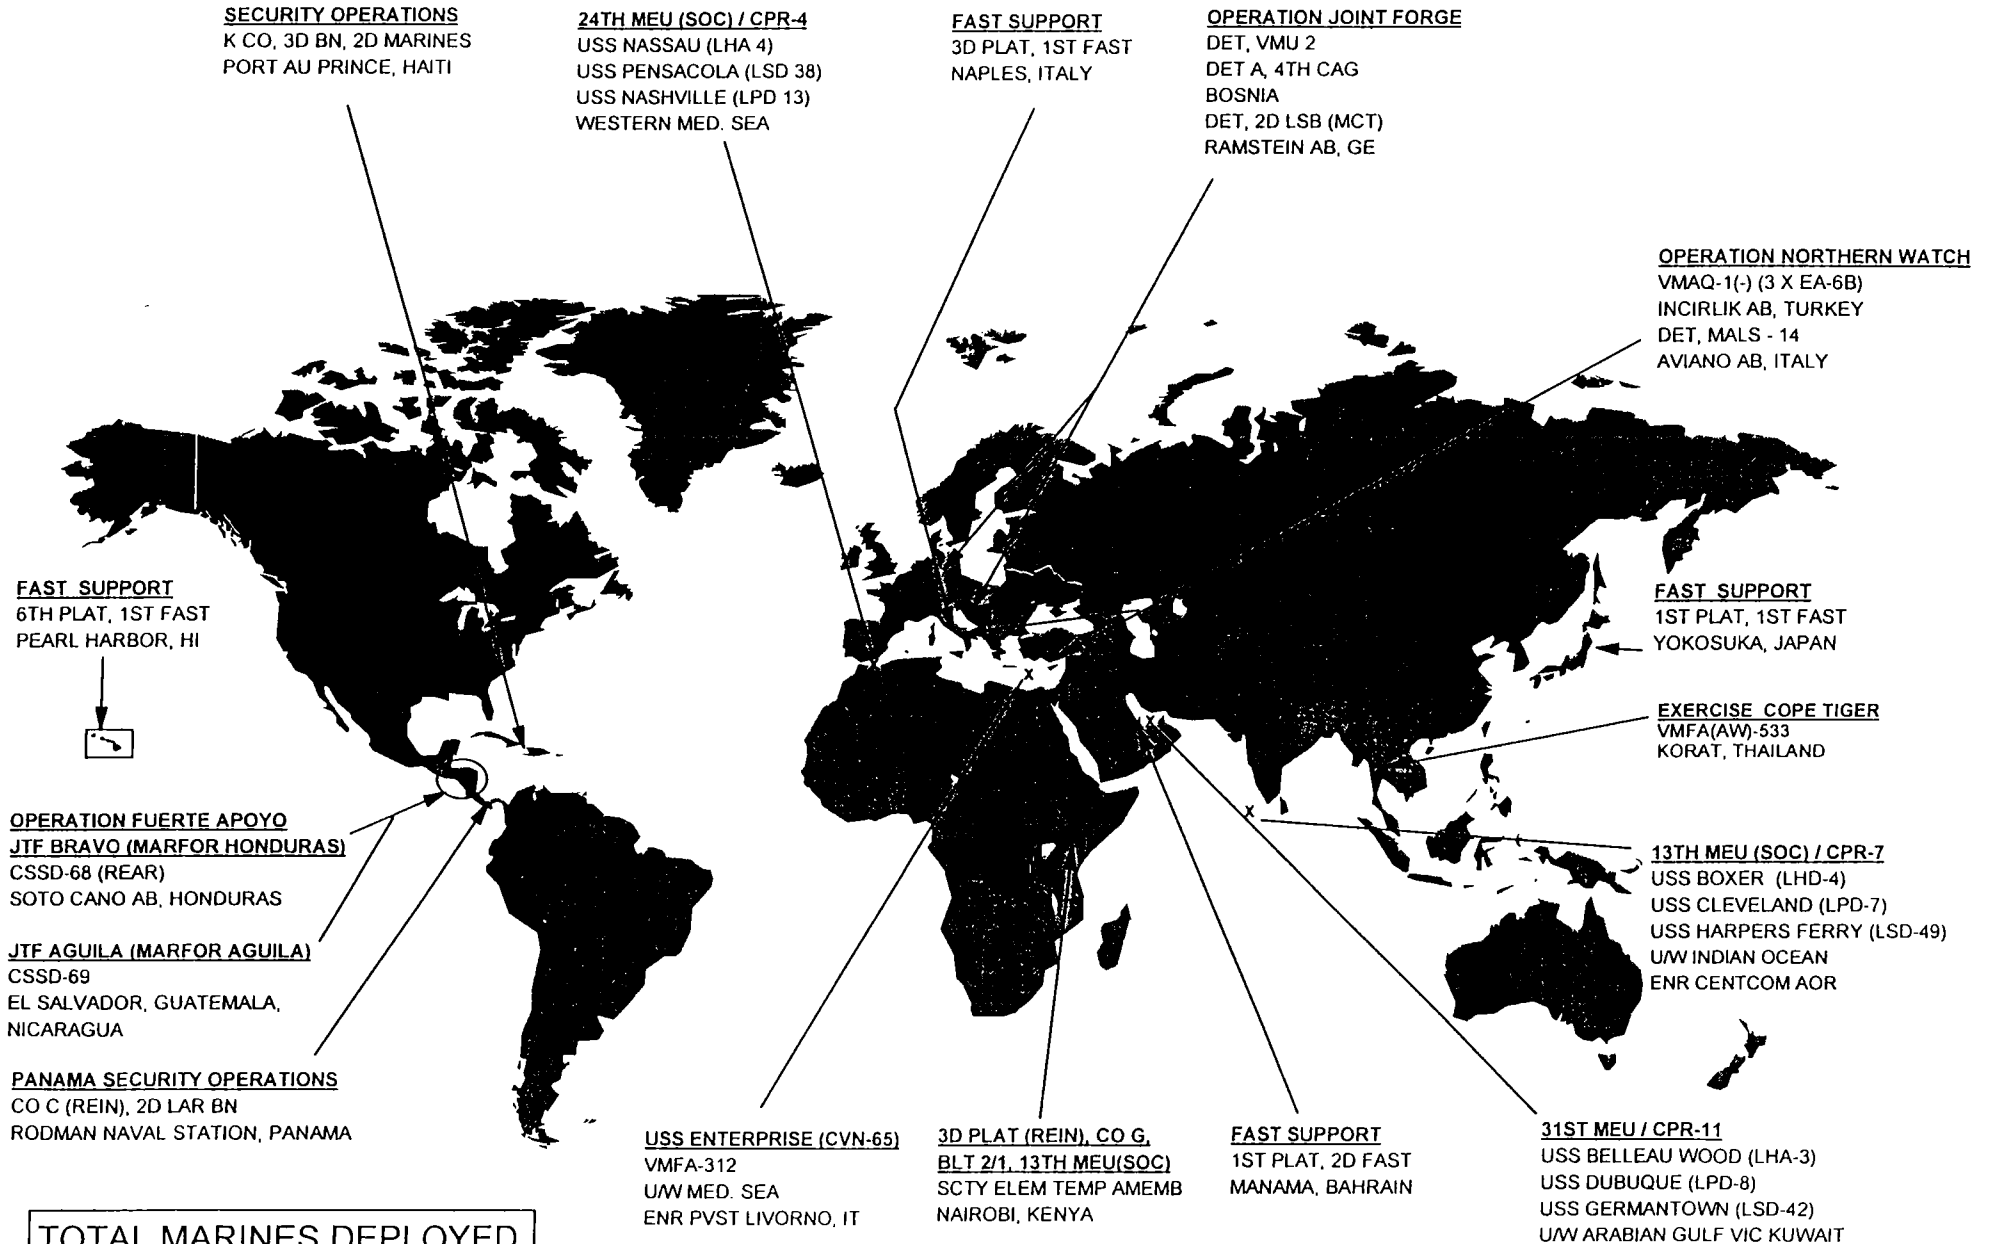 SECURITY OPERATIONS
K CO, 3D BN, 2D MARINES
PORT AU PRINCE, HAITI
24TH MEU (SOC) / CPR-4
USS NASSAU (LHA 4)
USS PENSACOLA (LSD 38)
USS NASHVILLE (LPD 13)
WESTERN MED. SEA
FAST SUPPORT
3D PLAT, 1ST FAST
NAPLES, ITALY
OPERATION JOINT FORGE
DET, VMU 2
DET A, 4TH CAG
BOSNIA
DET, 2D LSB (MCT)
RAMSTEIN AB, GE
OPERATION NORTHERN WATCH
VMAQ-1(-) (3 X EA-6B)
INCIRLIK AB, TURKEY
DET, MALS - 14
AVIANO AB, ITALY
FAST SUPPORT
6TH PLAT, 1ST FAST
PEARL HARBOR, HI
FAST SUPPORT
1ST PLAT, 1ST FAST
YOKOSUKA, JAPAN
X
X
EXERCISE COPE TIGER
VMFA(AW)-533
KORAT, THAILAND
X
OPERATION FUERTE APOYO
JTF BRAVO (MARFOR HONDURAS)
CSSD-68 (REAR)
SOTO CANO AB, HONDURAS
13TH MEU (SOC) / CPR-7
USS BOXER (LHD-4)
USS CLEVELAND (LPD-7)
USS HARPERS FERRY (LSD-49)
U/W INDIAN OCEAN
ENR CENTCOM AOR
JTF AGUILA (MARFOR AGUILA)
CSSD-69
EL SALVADOR, GUATEMALA,
NICARAGUA
PANAMA SECURITY OPERATIONS
CO C (REIN), 2D LAR BN
RODMAN NAVAL STATION, PANAMA
USS ENTERPRISE (CVN-65)
VMFA-312
U/W MED. SEA
ENR PVST LIVORNO, IT
3D PLAT (REIN), CO G,
BLT 2/1, 13TH MEU(SOC)
SCTY ELEM TEMP AMEMB
NAIROBI, KENYA
FAST SUPPORT
1ST PLAT, 2D FAST
MANAMA, BAHRAIN
31ST MEU / CPR-11
USS BELLEAU WOOD (LHA-3)
USS DUBUQUE (LPD-8)
USS GERMANTOWN (LSD-42)
U/W ARABIAN GULF VIC KUWAIT
TOTAL MARINES DEPLOYED